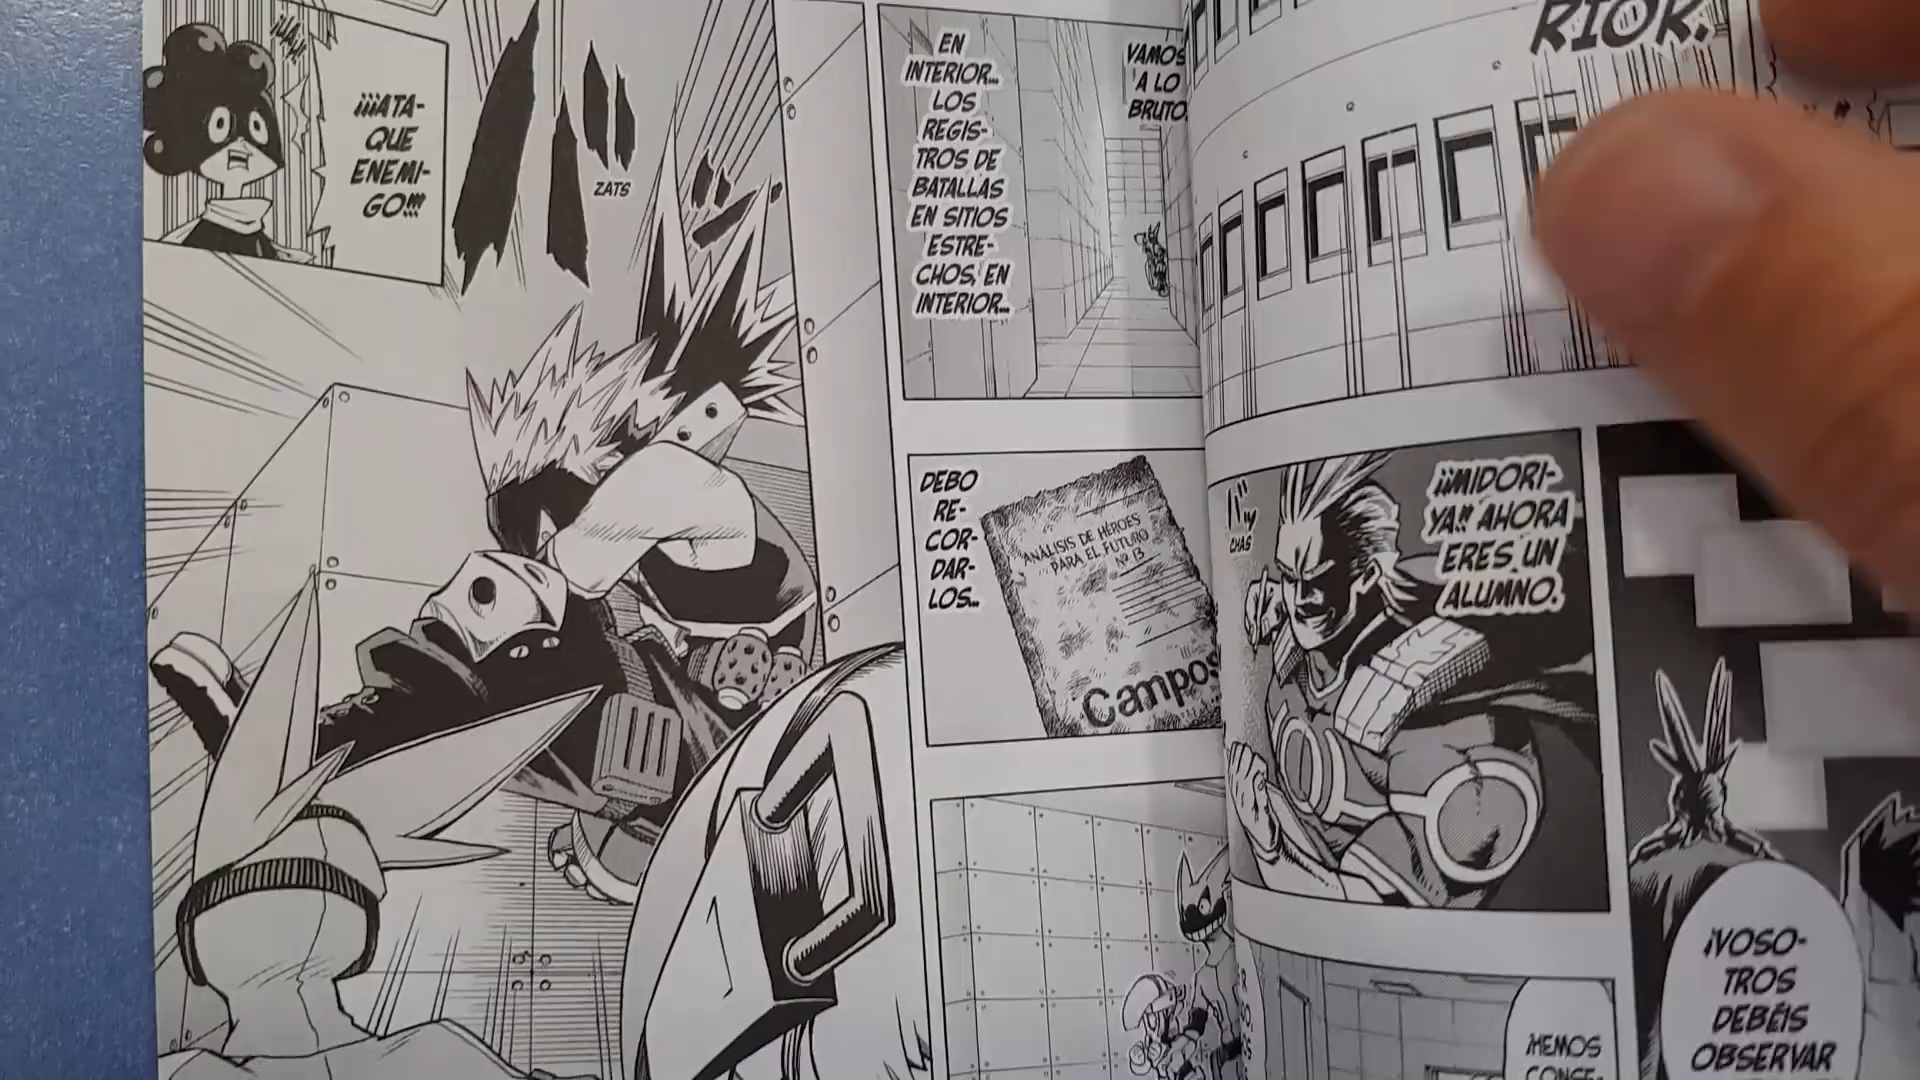 ¡¡¡ATA-
QUE
ENEMI-
GO!!!
ZATS
EN
INTERIOR...
LOS
REGIS-
TROS DE
BATALLAS
EN SITIOS
ESTRE-
CHOS, EN
INTERIOR...
VAMOS
A LO
BRUTO.
DEBO
RE-
COR-
DAR-
LOS...
ANÁLISIS DE HÉROES
PARA EL FUTURO
Nº 13
Campos
CHAS
¡¡MIDORI-
YA!! AHORA
ERES UN
ALUMNO.
¡HEMOS
CONSE-
¡VOSO-
TROS
DEBÉIS
OBSERVAR